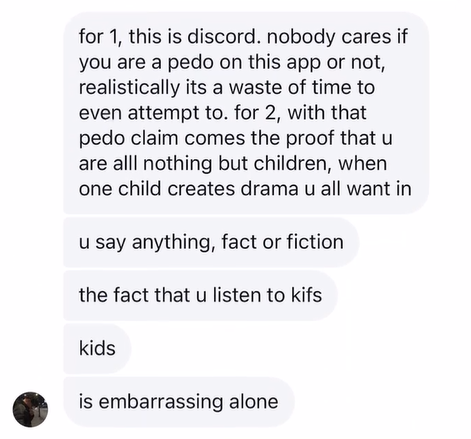 for 1, this is discord. nobody cares if
you are a pedo on this app or not,
realistically its a waste of time to
even attempt to. for 2, with that
pedo claim comes the proof that u
are alll nothing but children, when
one child creates drama u all want in
u say anything, fact or fiction
the fact that u listen to kifs
kids
is embarrassing alone